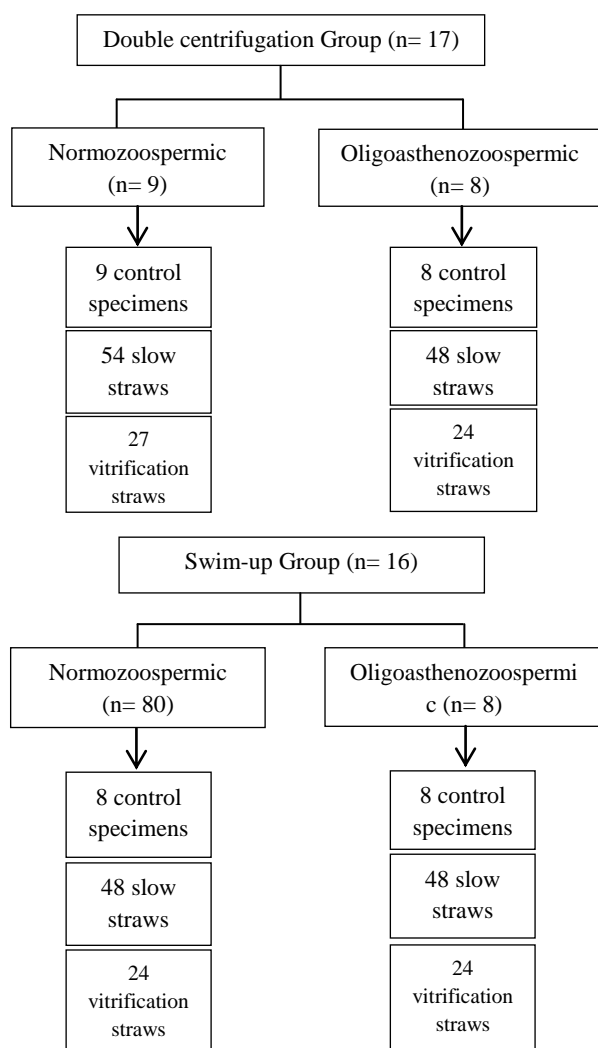 Double centrifugation Group (n= 17)
Normozoospermic
(n= 9)
Oligoasthenozoospermic
(n= 8)
9 control
specimens
8 control
specimens
54 slow
straws
48 slow
straws
27
vitrification
straws
24
vitrification
straws
Swim-up Group (n= 16)
Normozoospermic
(n= 80)
Oligoasthenozoospermi
c (n= 8)
8 control
specimens
8 control
specimens
48 slow
straws
48 slow
straws
24
vitrification
straws
24
vitrification
straws